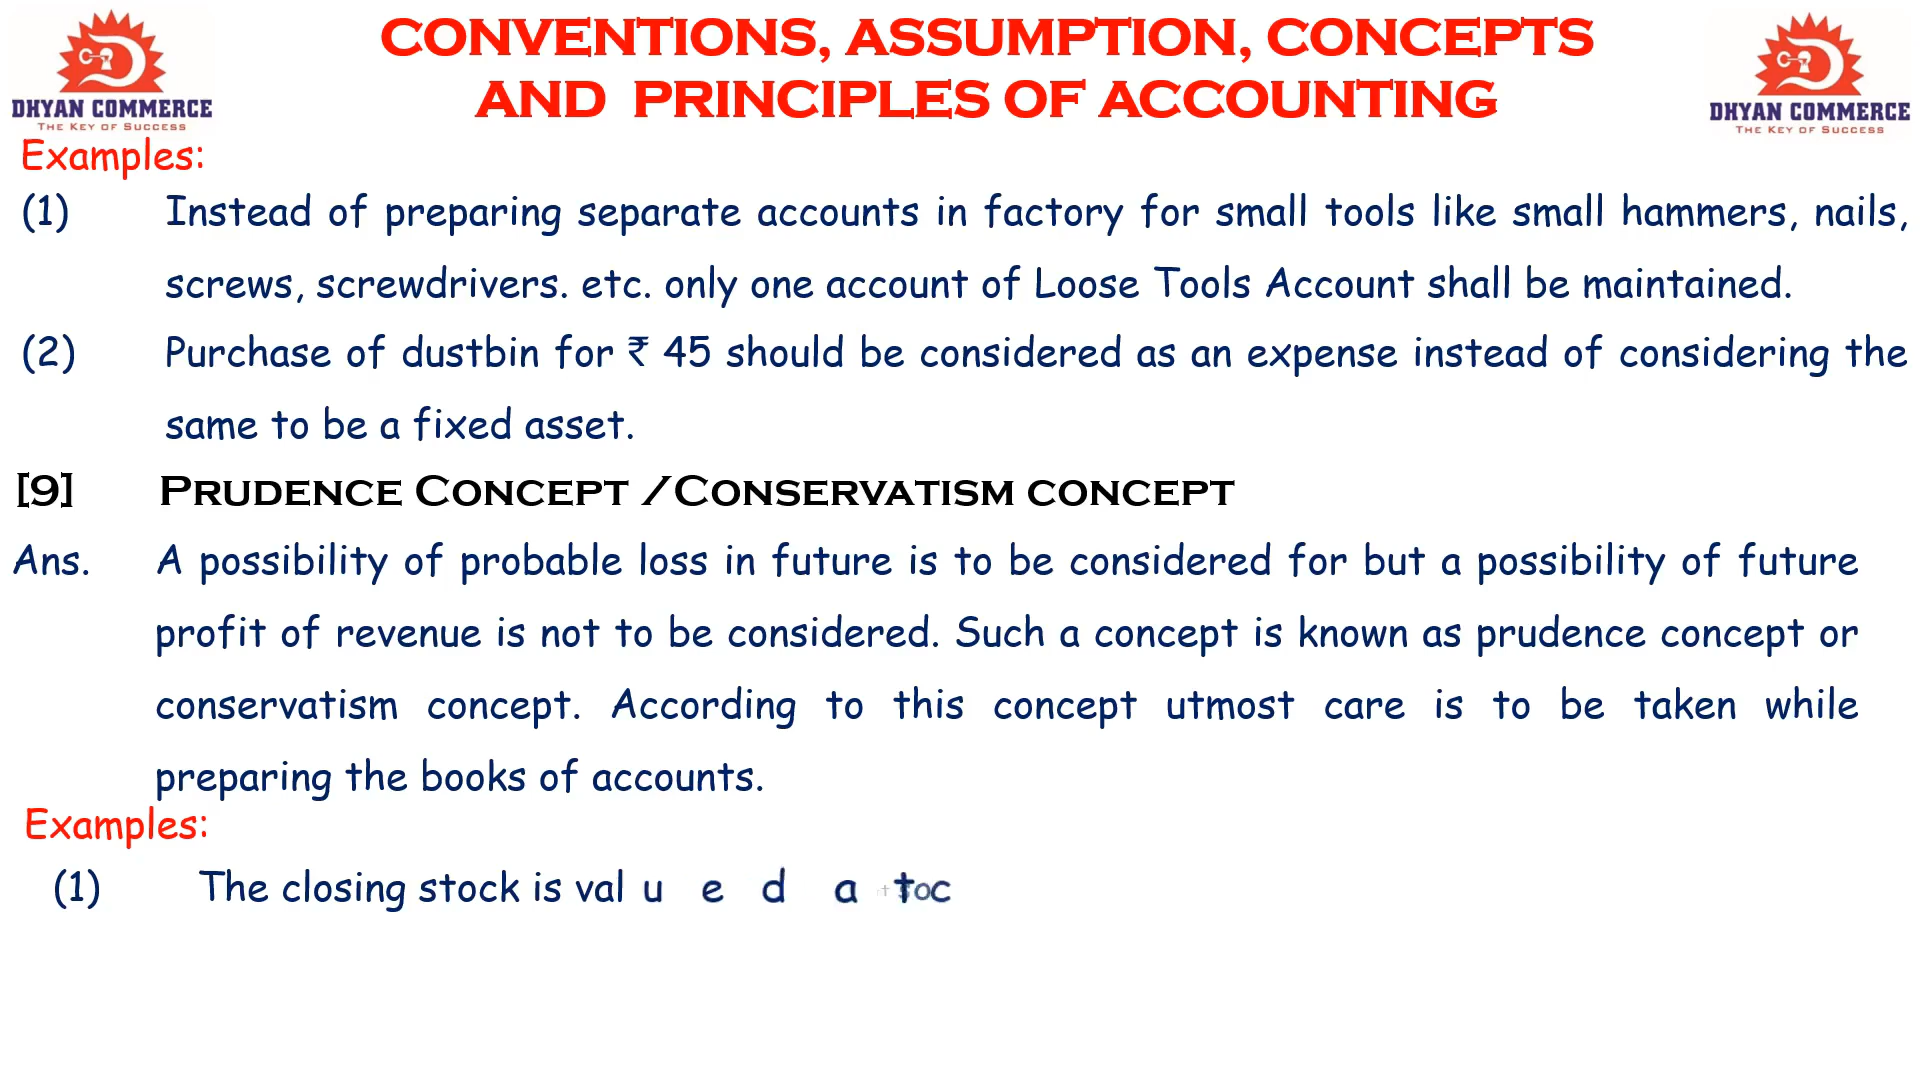 CONVENTIONS, ASSUMPTION, CONCEPTS
AND PRINCIPLES OF ACCOUNTING
DHYAN COMMERCE
THE KEY OF SUCCESS
DHYAN COMMERCE
THE KEY OF SUCCESS
Examples:
(1) Instead of preparing separate accounts in factory for small tools like small hammers, nails,
screws, screwdrivers. etc. only one account of Loose Tools Account shall be maintained.
(2) Purchase of dustbin for ₹ 45 should be considered as an expense instead of considering the
same to be a fixed asset.
[9] PRUDENCE CONCEPT /CONSERVATISM CONCEPT
Ans. A possibility of probable loss in future is to be considered for but a possibility of future
profit of revenue is not to be considered. Such a concept is known as prudence concept or
conservatism concept. According to this concept utmost care is to be taken while
preparing the books of accounts.
Examples:
(1) The closing stock is valued a